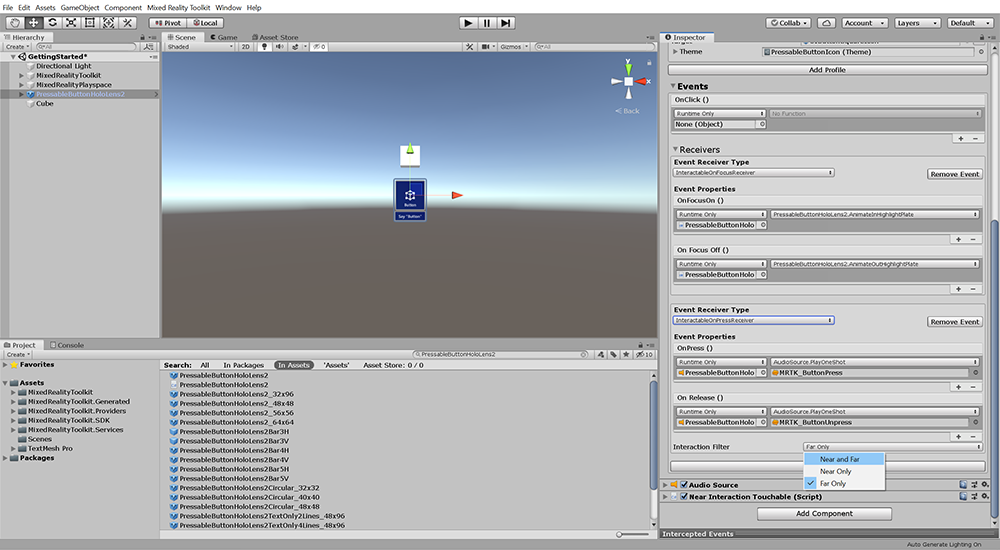 File Edit Assets GameObject Component Mixed Reality Toolkit Window Help
Pivot Local Collab Account Layers Default
Hierarchy
Create All
GettingStarted*
Directional Light
MixedRealityToolkit
MixedRealityPlayspace
PressableButtonHoloLens2
Cube
Scene Game Asset Store
Shaded 2D 0 Gizmos All
y
x
Back
Button
Say "Button"
Project Console
Create PressableButtonHoloLens2 10
Favorites
Assets
MixedRealityToolkit
MixedRealityToolkit.Generated
MixedRealityToolkit.Providers
MixedRealityToolkit.SDK
MixedRealityToolkit.Services
Scenes
TextMesh Pro
Packages
Search: All In Packages In Assets 'Assets' Asset Store: 0 / 0
PressableButtonHoloLens2
PressableButtonHoloLens2
PressableButtonHoloLens2_32x96
PressableButtonHoloLens2_48x48
PressableButtonHoloLens2_56x56
PressableButtonHoloLens2_64x64
PressableButtonHoloLens2Bar3H
PressableButtonHoloLens2Bar3V
PressableButtonHoloLens2Bar4H
PressableButtonHoloLens2Bar4V
PressableButtonHoloLens2Bar5H
PressableButtonHoloLens2Bar5V
PressableButtonHoloLens2Circular_32x32
PressableButtonHoloLens2Circular_40x40
PressableButtonHoloLens2Circular_48x48
PressableButtonHoloLens2TextOnly2Lines_48x96
PressableButtonHoloLens2TextOnly4Lines_48x96
Inspector
Theme PressableButtonIcon (Theme)
Add Profile
Events
OnClick ()
Runtime Only No Function
None (Object)
Receivers
Event Receiver Type
InteractableOnFocusReceiver Remove Event
Event Properties
OnFocusOn ()
Runtime Only PressableButtonHoloLens2.AnimateInHighlightPlate
PressableButtonHolo
On Focus Off ()
Runtime Only PressableButtonHoloLens2.AnimateOutHighlightPlate
PressableButtonHolo
Event Receiver Type
InteractableOnPressReceiver Remove Event
Event Properties
OnPress ()
Runtime Only AudioSource.PlayOneShot
PressableButtonHolo MRTK_ButtonPress
On Release ()
Runtime Only AudioSource.PlayOneShot
PressableButtonHolo MRTK_ButtonUnpress
Interaction Filter Far Only
Near and Far
Near Only
Far Only
Audio Source
Near Interaction Touchable (Script)
Add Component
Intercepted Events
Auto Generate Lighting On